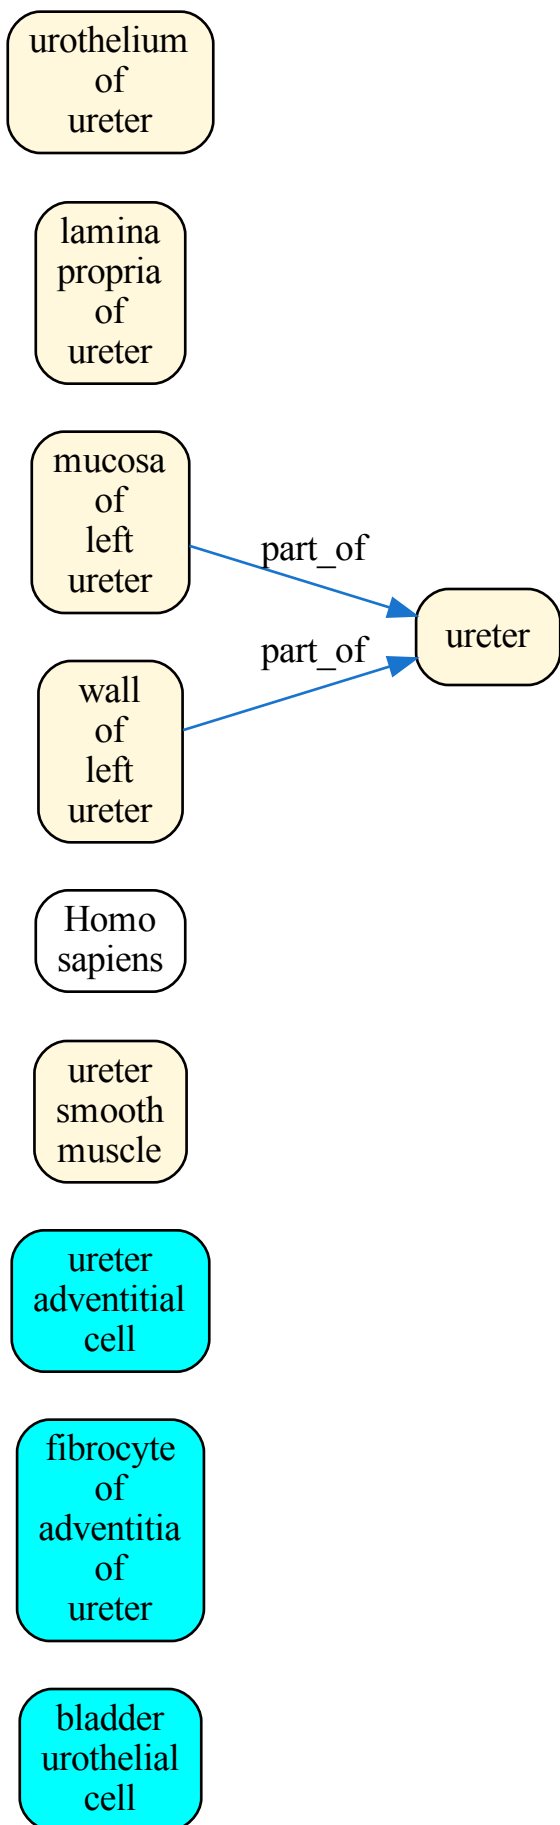 urothelium
of
ureter
lamina
propria
of
ureter
mucosa
of
left
ureter
part_of
ureter
part_of
wall
of
left
ureter
Homo
sapiens
ureter
smooth
muscle
ureter
adventitial
cell
fibrocyte
of
adventitia
of
ureter
bladder
urothelial
cell